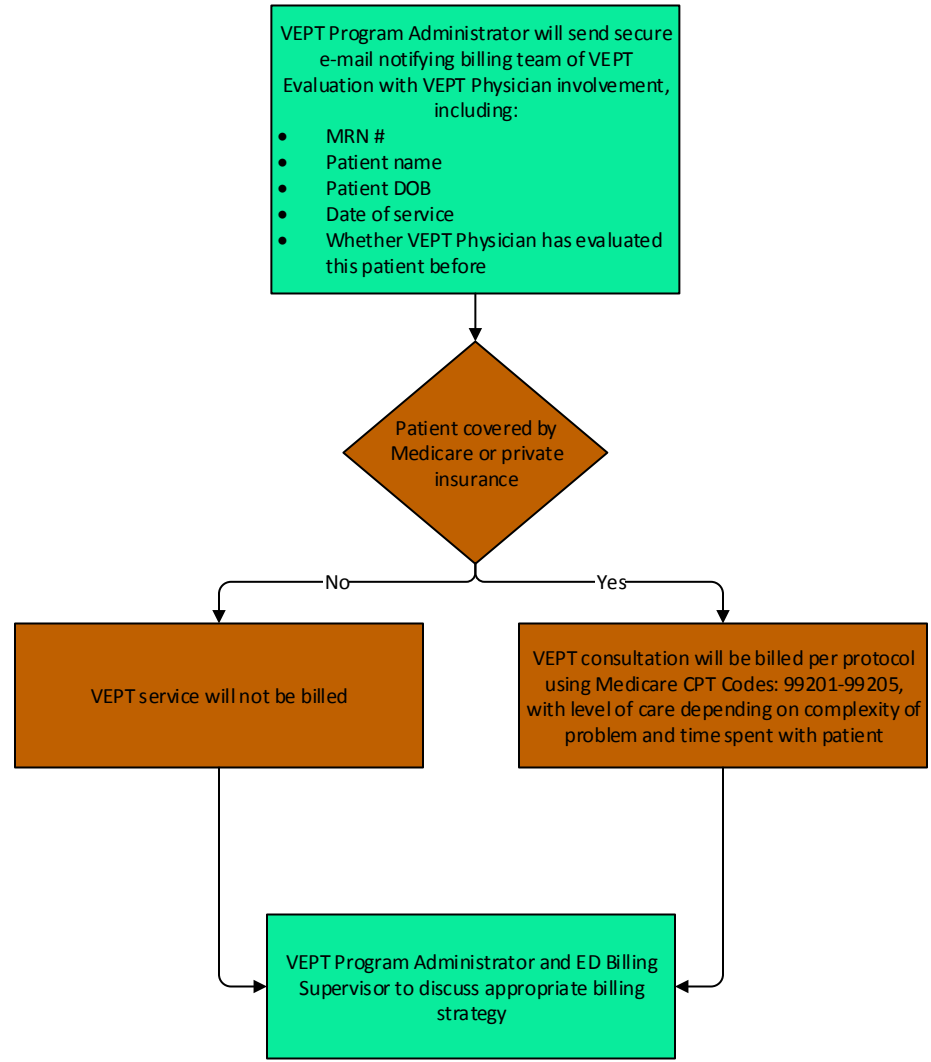 VEPT Program Administrator will send secure
e-mail notifying billing team of VEPT
Evaluation with VEPT Physician involvement,
including:
• MRN #
• Patient name
• Patient DOB
• Date of service
• Whether VEPT Physician has evaluated
this patient before
Patient covered by
Medicare or private
insurance
No
Yes
VEPT service will not be billed
VEPT consultation will be billed per protocol
using Medicare CPT Codes: 99201-99205,
with level of care depending on complexity of
problem and time spent with patient
VEPT Program Administrator and ED Billing
Supervisor to discuss appropriate billing
strategy